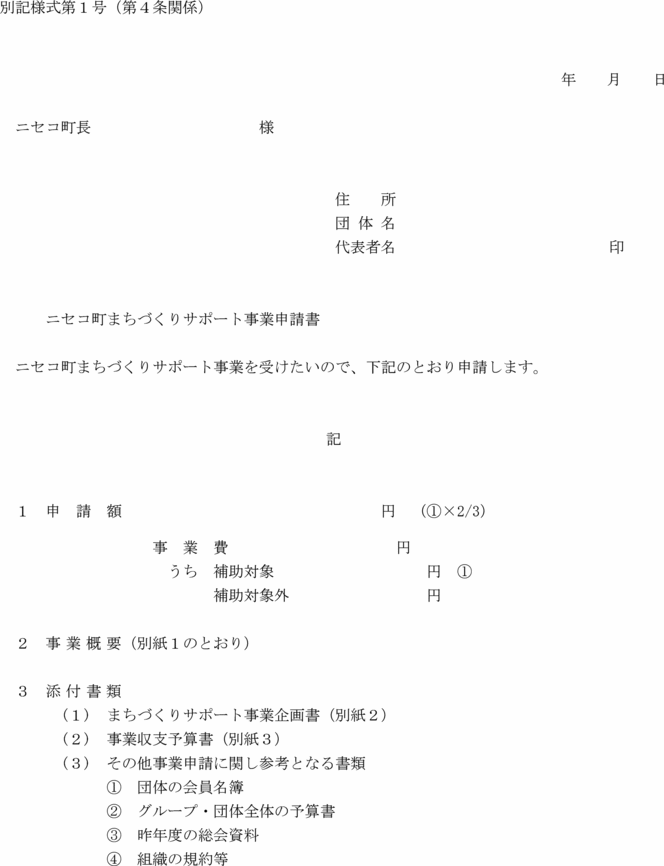 別記様式第１号（第４条関係）
年　　月　　日
ニセコ町長　　　　　　　　　　　様
住　　所
団 体 名
代表者名　　　　　　　　　　　　　　印
ニセコ町まちづくりサポート事業申請書
ニセコ町まちづくりサポート事業を受けたいので、下記のとおり申請します。
記
１　申　請　額　　　　　　　　　　　　　　　　　円　（①×2/3）
事　業　費　　　　　　　　　　　円
うち　補助対象　　　　　　　　　　円　①
補助対象外　　　　　　　　　円
２　事 業 概 要（別紙１のとおり）
３　添 付 書 類
（１）　まちづくりサポート事業企画書（別紙２）
（２）　事業収支予算書（別紙３）
（３）　その他事業申請に関し参考となる書類
①　団体の会員名簿
②　グループ・団体全体の予算書
③　昨年度の総会資料
④　組織の規約等